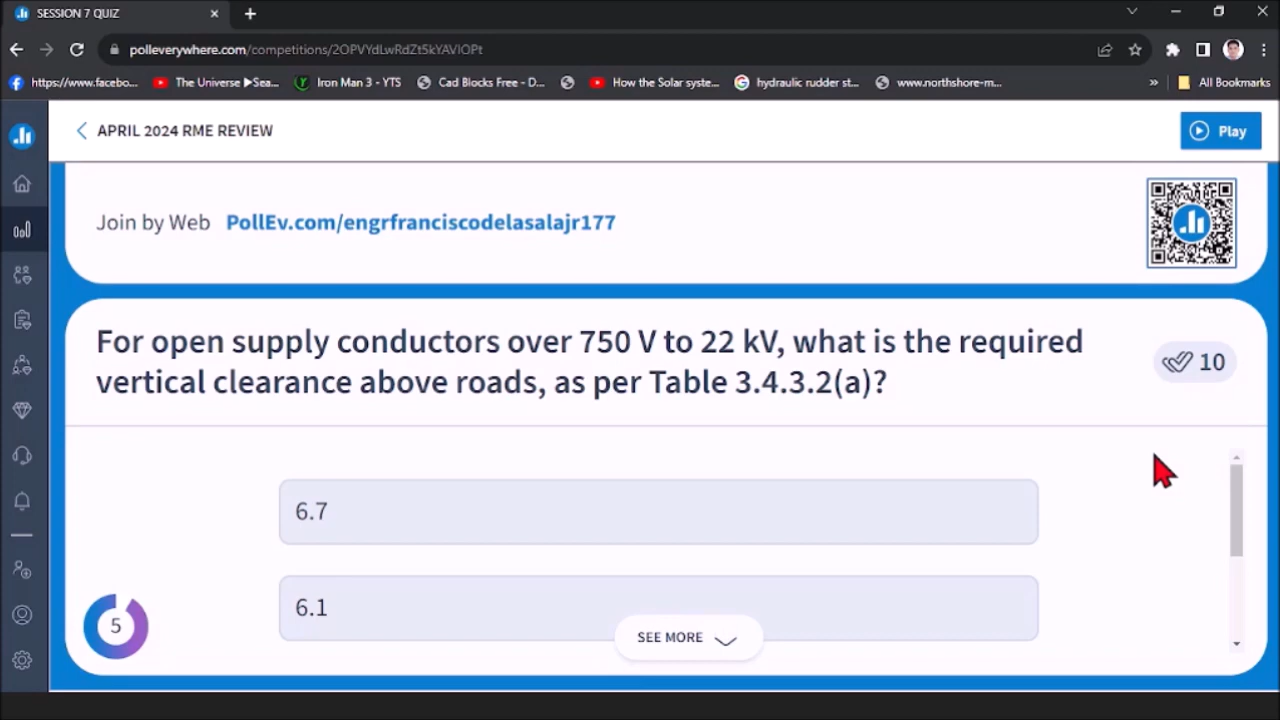 SESSION 7 QUIZ
polleverywhere.com/competitions/2OPVYdLwRdZt5kYAVIOPt
https://www.facebo... The Universe ▶Sea... Iron Man 3 - YTS Cad Blocks Free - D... How the Solar syste... hydraulic rudder st... www.northshore-m... » All Bookmarks
APRIL 2024 RME REVIEW
Play
Join by Web PollEv.com/engrfranciscodelasalajr177
For open supply conductors over 750 V to 22 kV, what is the required
vertical clearance above roads, as per Table 3.4.3.2(a)?
10
6.7
6.1
5
SEE MORE